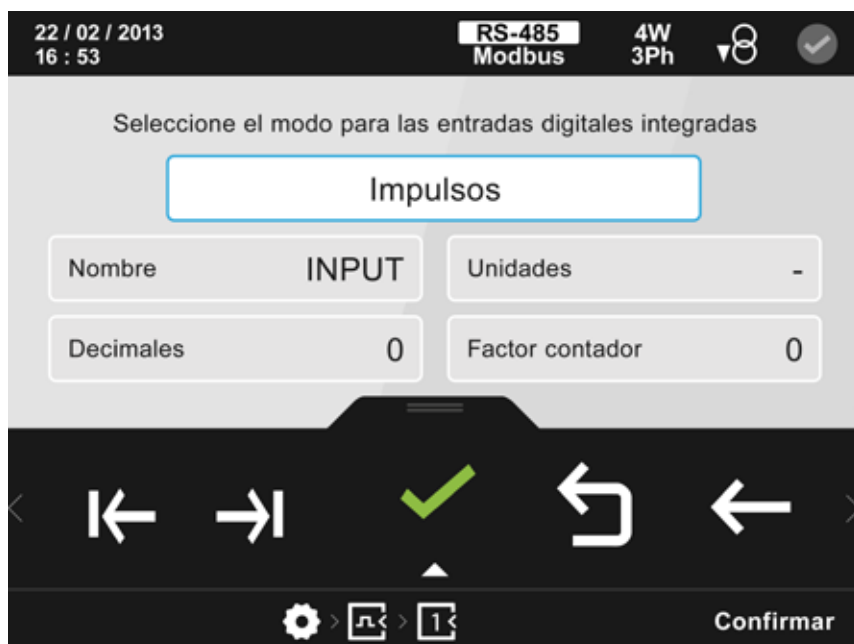 22 / 02 / 2013
16 : 53
RS-485
Modbus
4W
3Ph
Seleccione el modo para las entradas digitales integradas
Impulsos
Nombre INPUT
Unidades -
Decimales 0
Factor contador 0
1
Confirmar